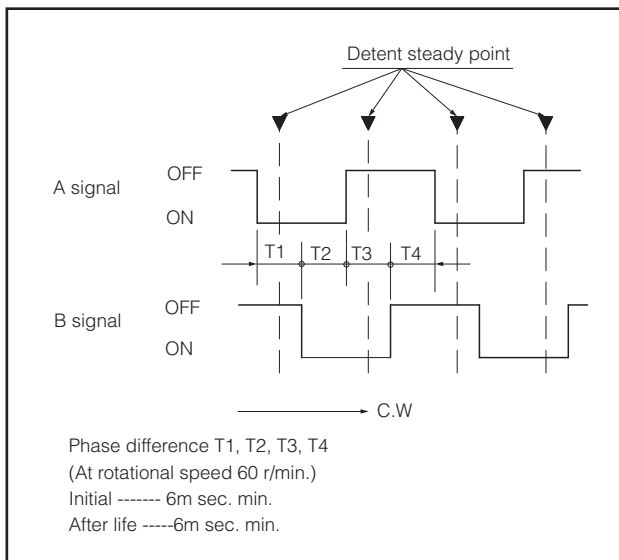 Detent steady point
OFF
A signal
ON
T1 T2 T3 T4
OFF
B signal
ON
C.W
Phase difference T1, T2, T3, T4
(At rotational speed 60 r/min.)
Initial ------- 6m sec. min.
After life -----6m sec. min.